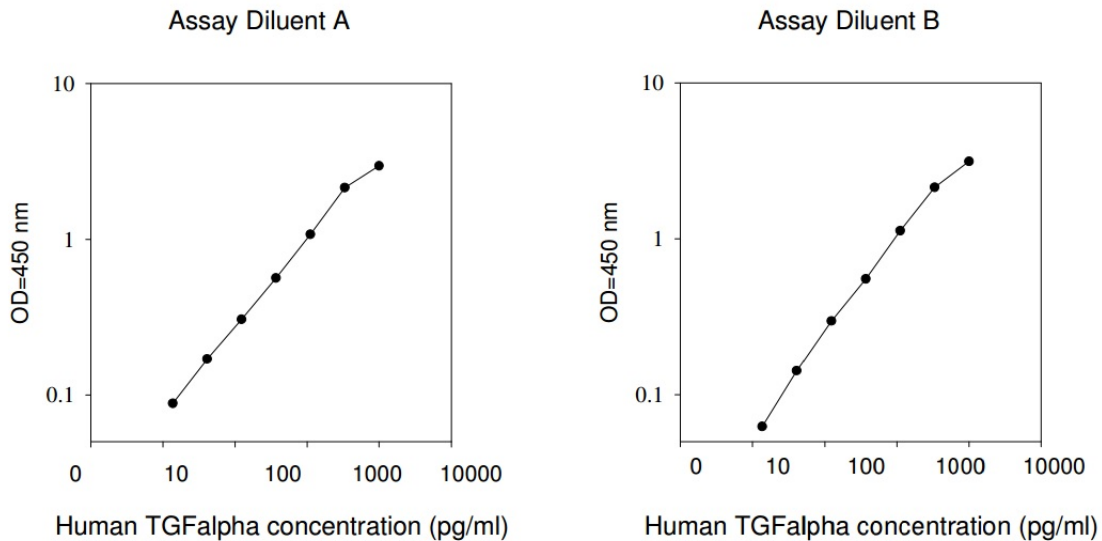 Assay Diluent A
10
1
0.1
OD=450 nm
0 10 100 1000 10000
Human TGFalpha concentration (pg/ml)
Assay Diluent B
10
1
0.1
OD=450 nm
0 10 100 1000 10000
Human TGFalpha concentration (pg/ml)